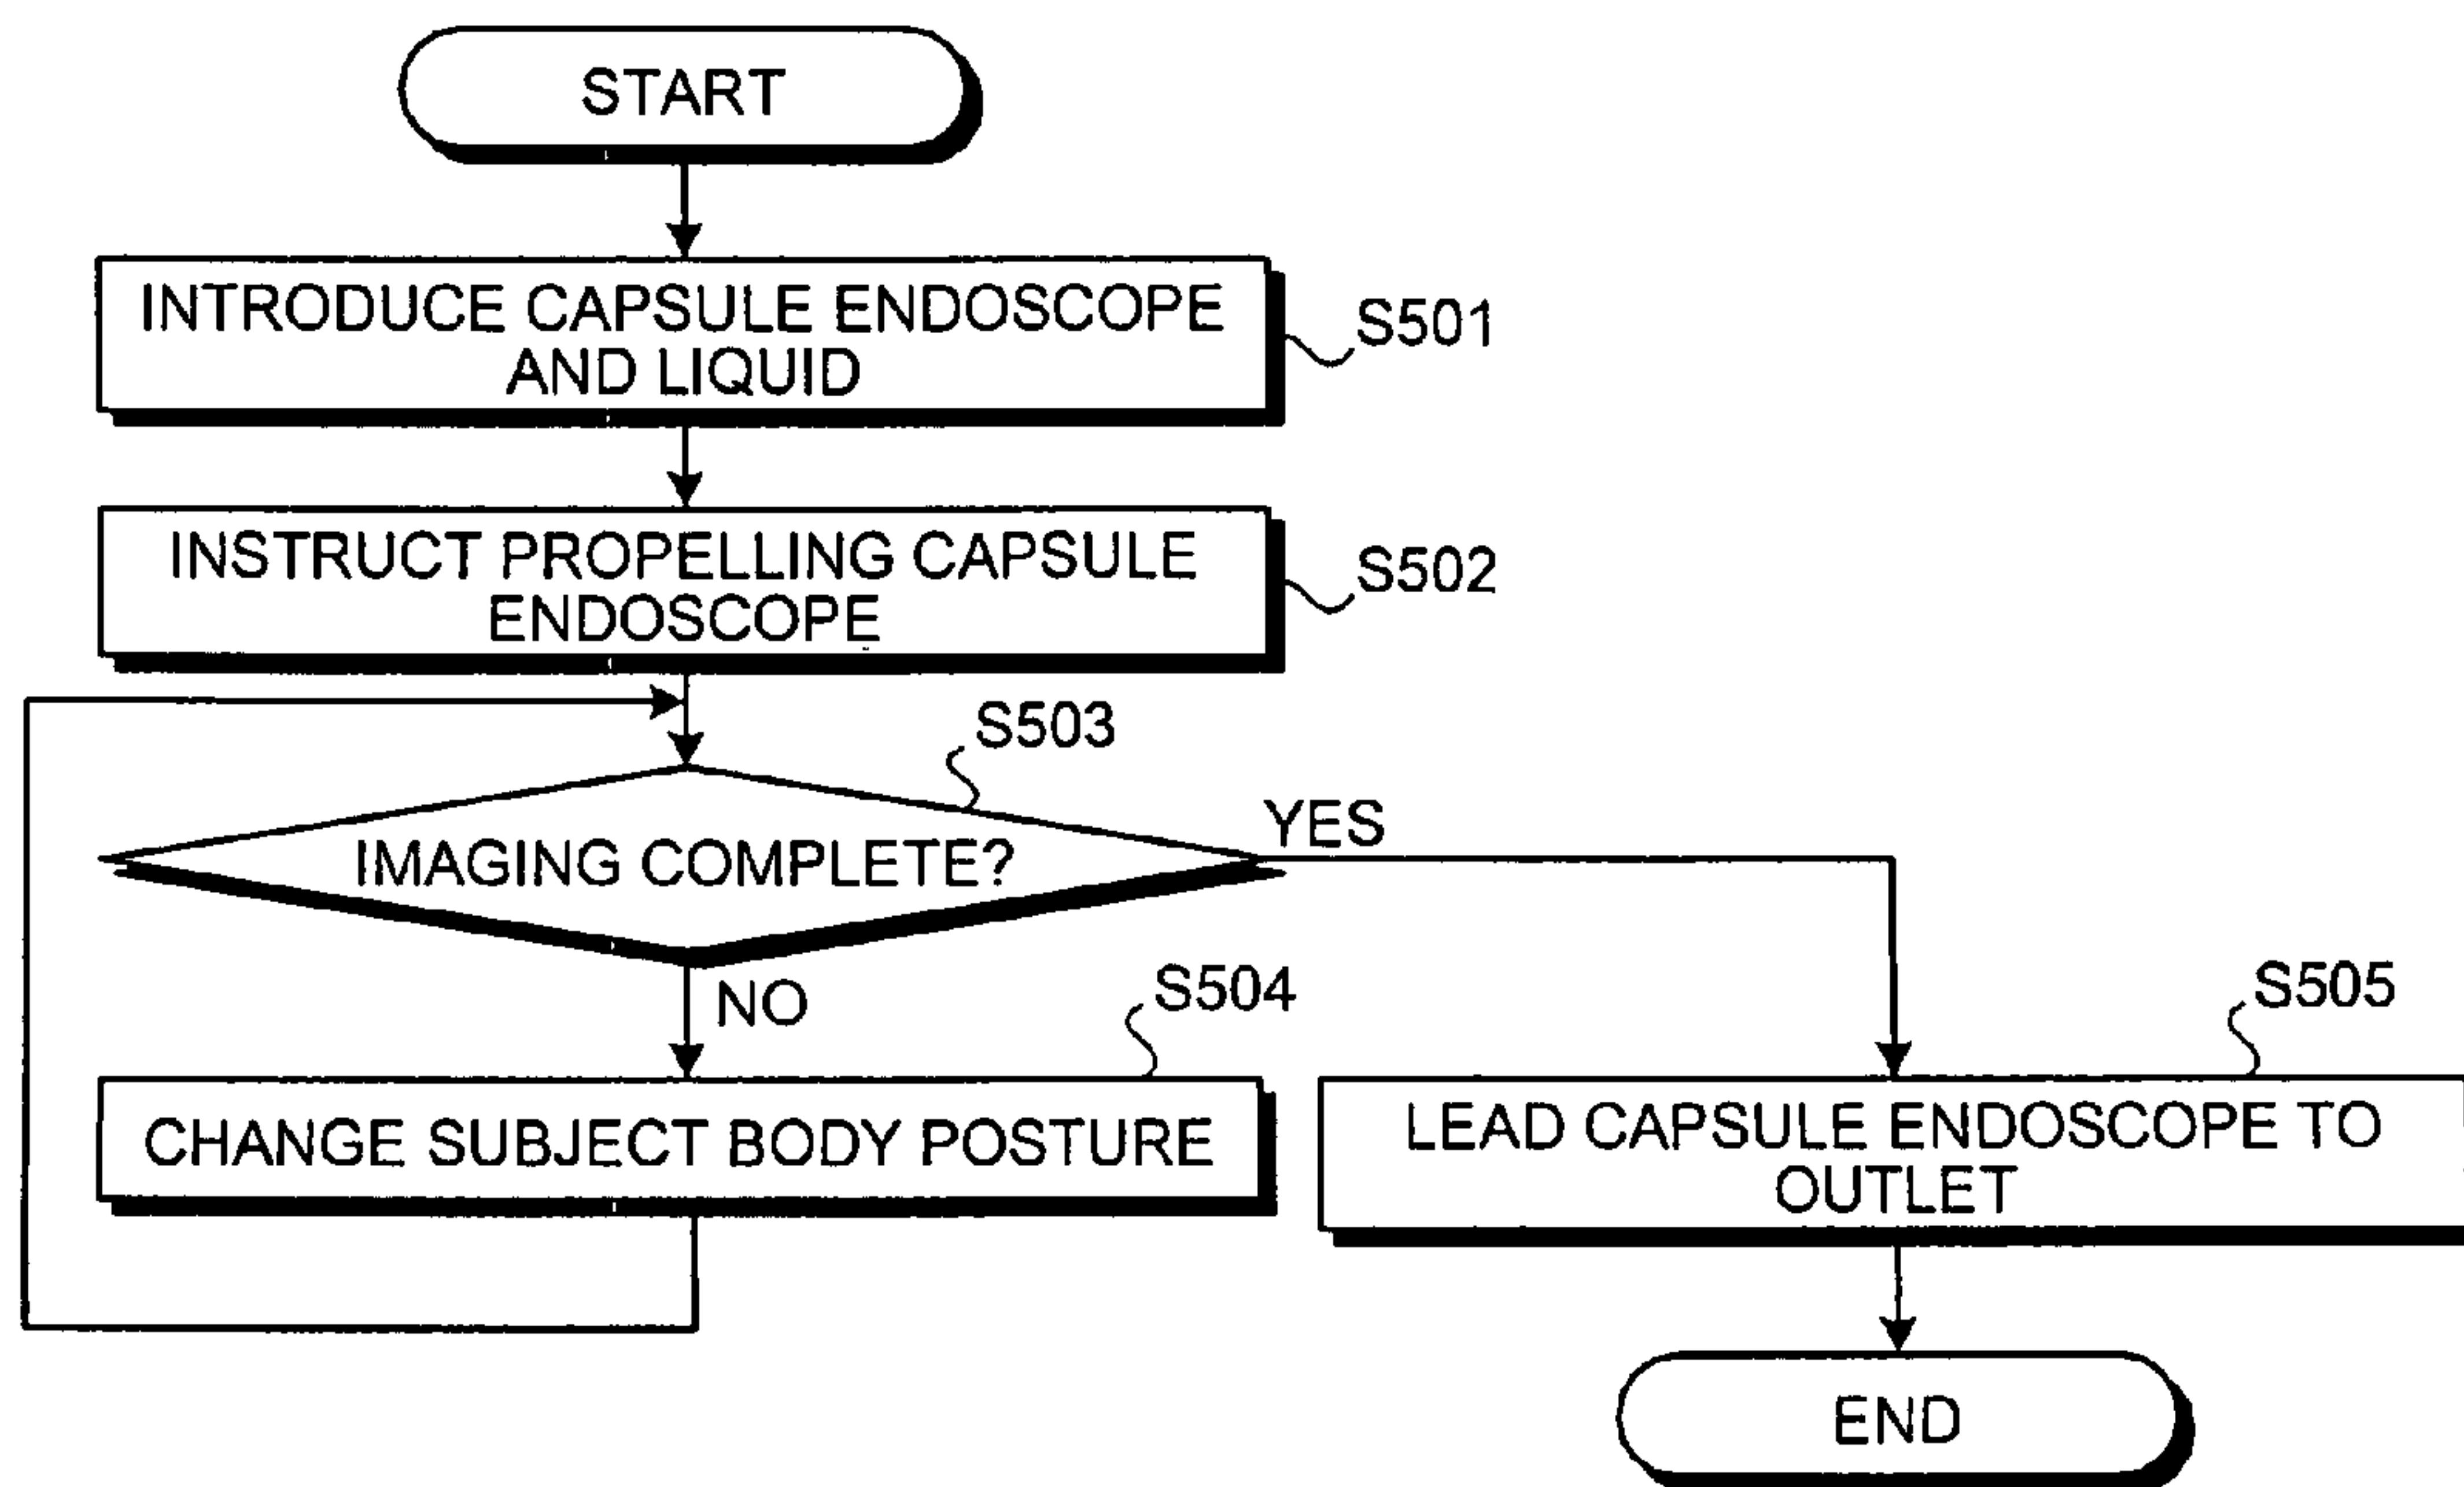 START
INTRODUCE CAPSULE ENDOSCOPE
AND LIQUID
S501
INSTRUCT PROPELLING CAPSULE
ENDOSCOPE
S502
S503
IMAGING COMPLETE?
YES
NO
S504
CHANGE SUBJECT BODY POSTURE
S505
LEAD CAPSULE ENDOSCOPE TO
OUTLET
END